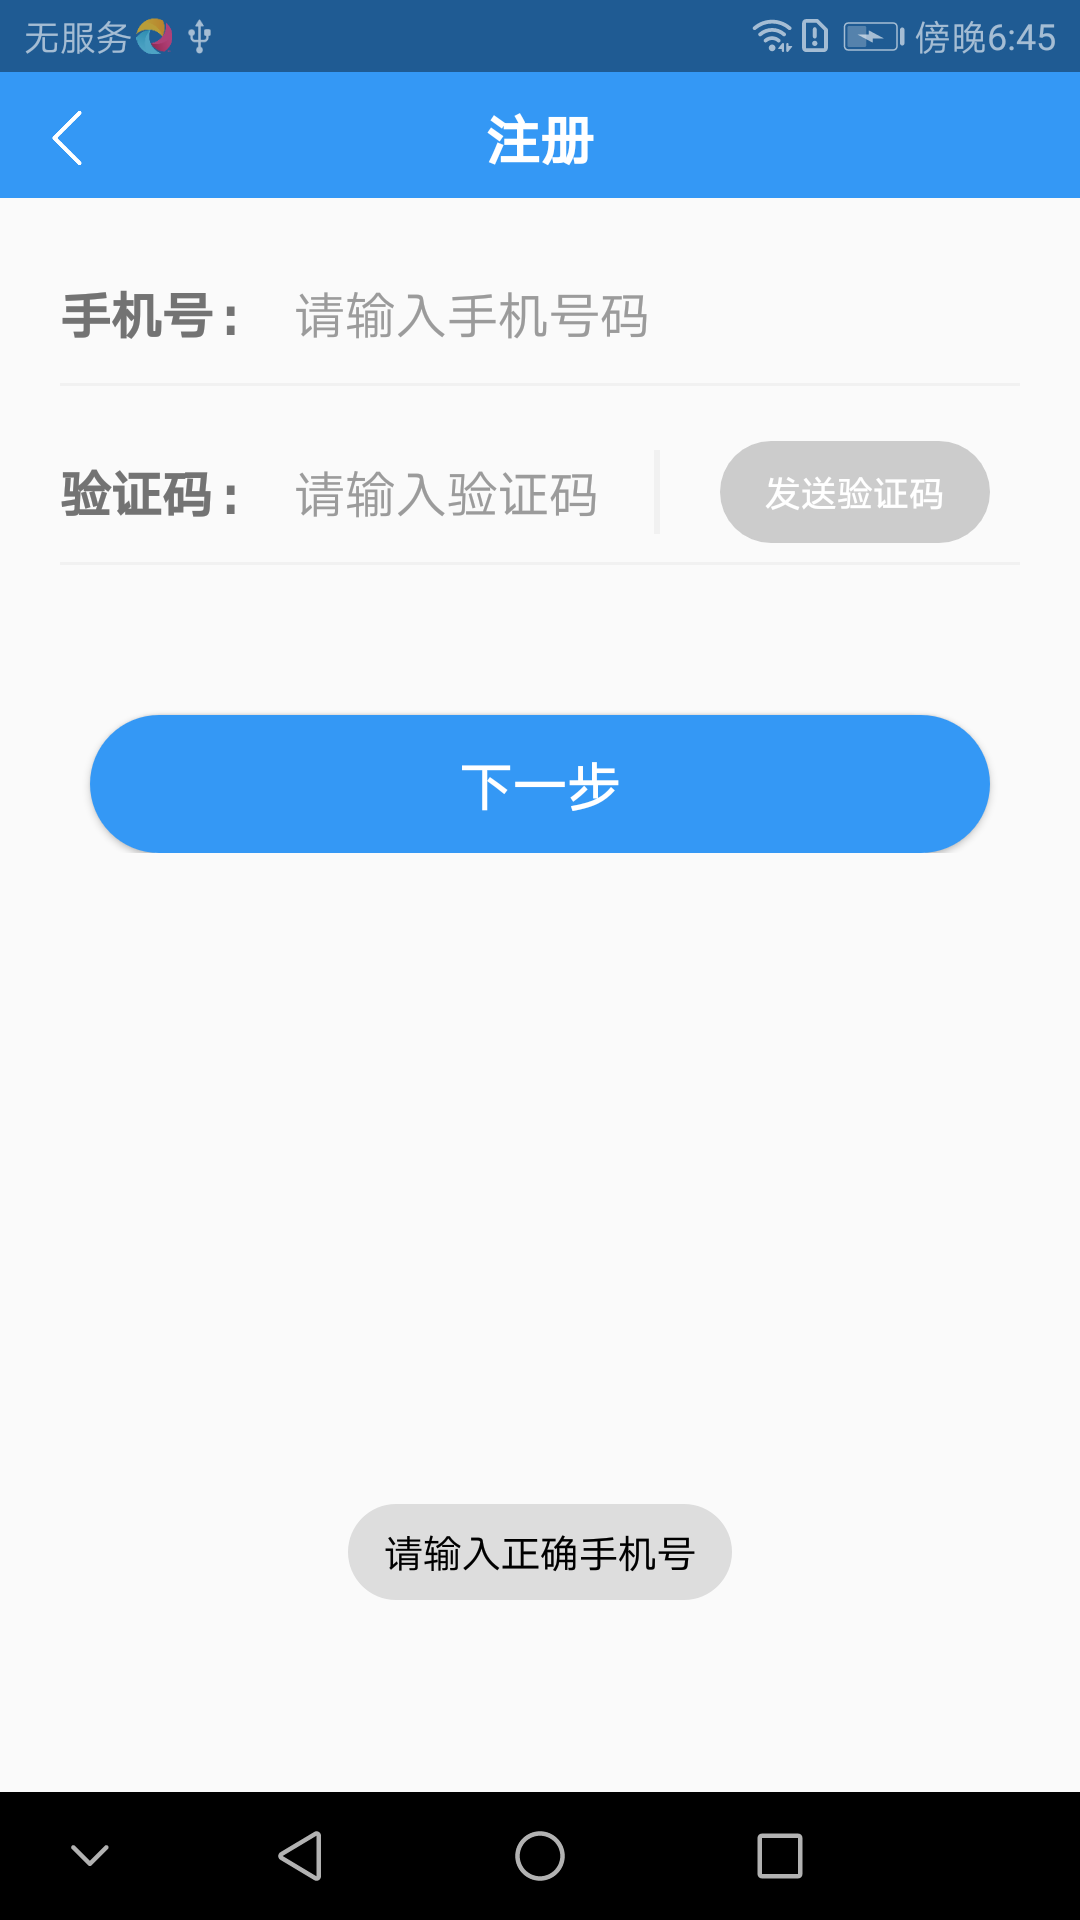 无服务 傍晚6:45
注册
手机号: 请输入手机号码
验证码: 请输入验证码 发送验证码
下一步
请输入正确手机号